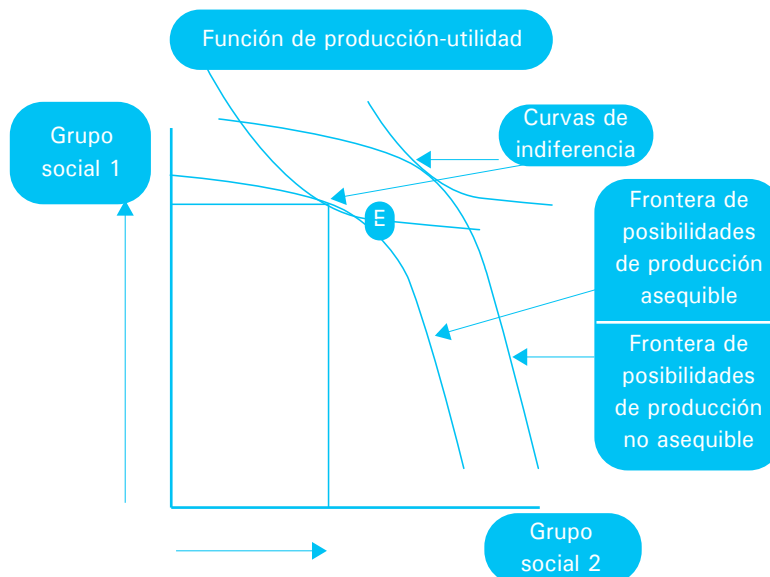 Función de producción-utilidad
Grupo
social 1
Curvas de
indiferencia
E
Frontera de
posibilidades
de producción
asequible
Frontera de
posibilidades
de producción
no asequible
Grupo
social 2